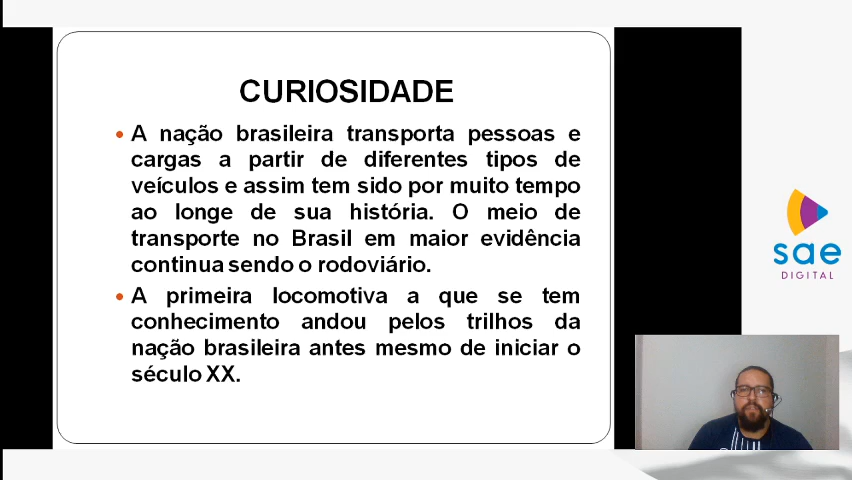 CURIOSIDADE
• A nação brasileira transporta pessoas e
cargas a partir de diferentes tipos de
veículos e assim tem sido por muito tempo
ao longe de sua história. O meio de
transporte no Brasil em maior evidência
continua sendo o rodoviário.
• A primeira locomotiva a que se tem
conhecimento andou pelos trilhos da
nação brasileira antes mesmo de iniciar o
século XX.
sae
DIGITAL